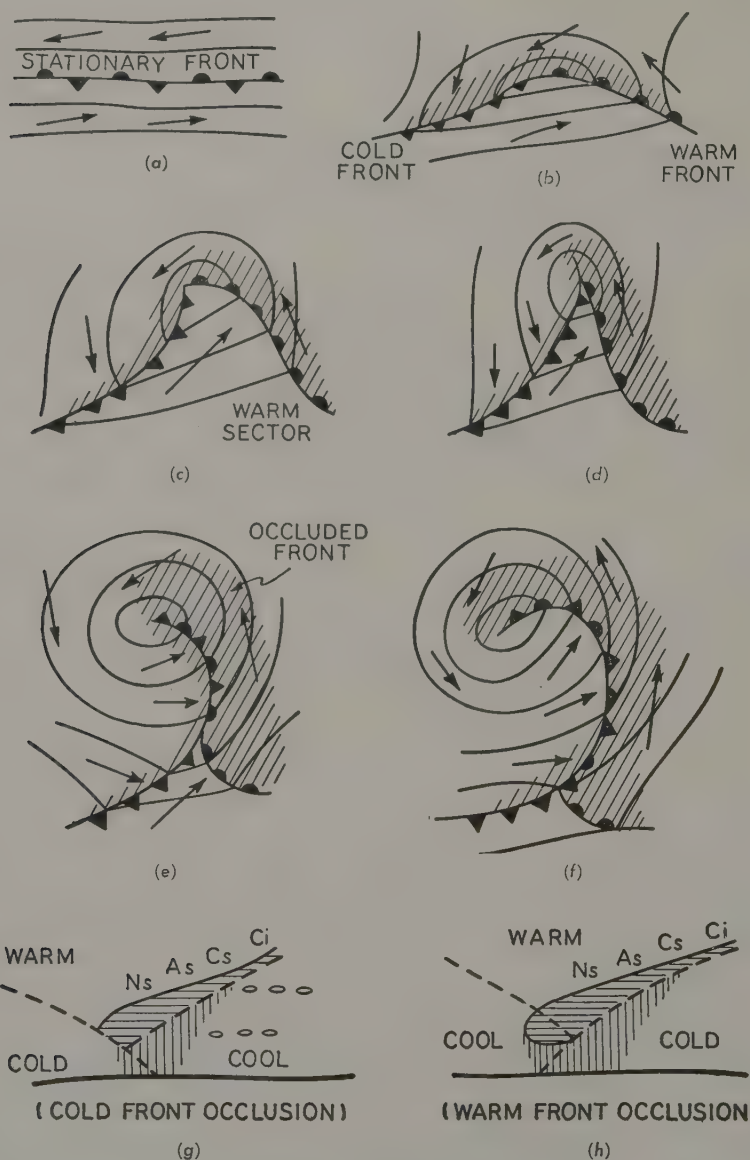 STATIONARY FRONT
(a)
COLD
FRONT
WARM
FRONT
(b)
WARM
SECTOR
(c)
(d)
OCCLUDED
FRONT
(e)
(f)
WARM
Ns As Cs Ci
COLD COOL
(COLD FRONT OCCLUSION)
(g)
WARM
Ns As Cs Ci
COOL COLD
(WARM FRONT OCCLUSION
(h)